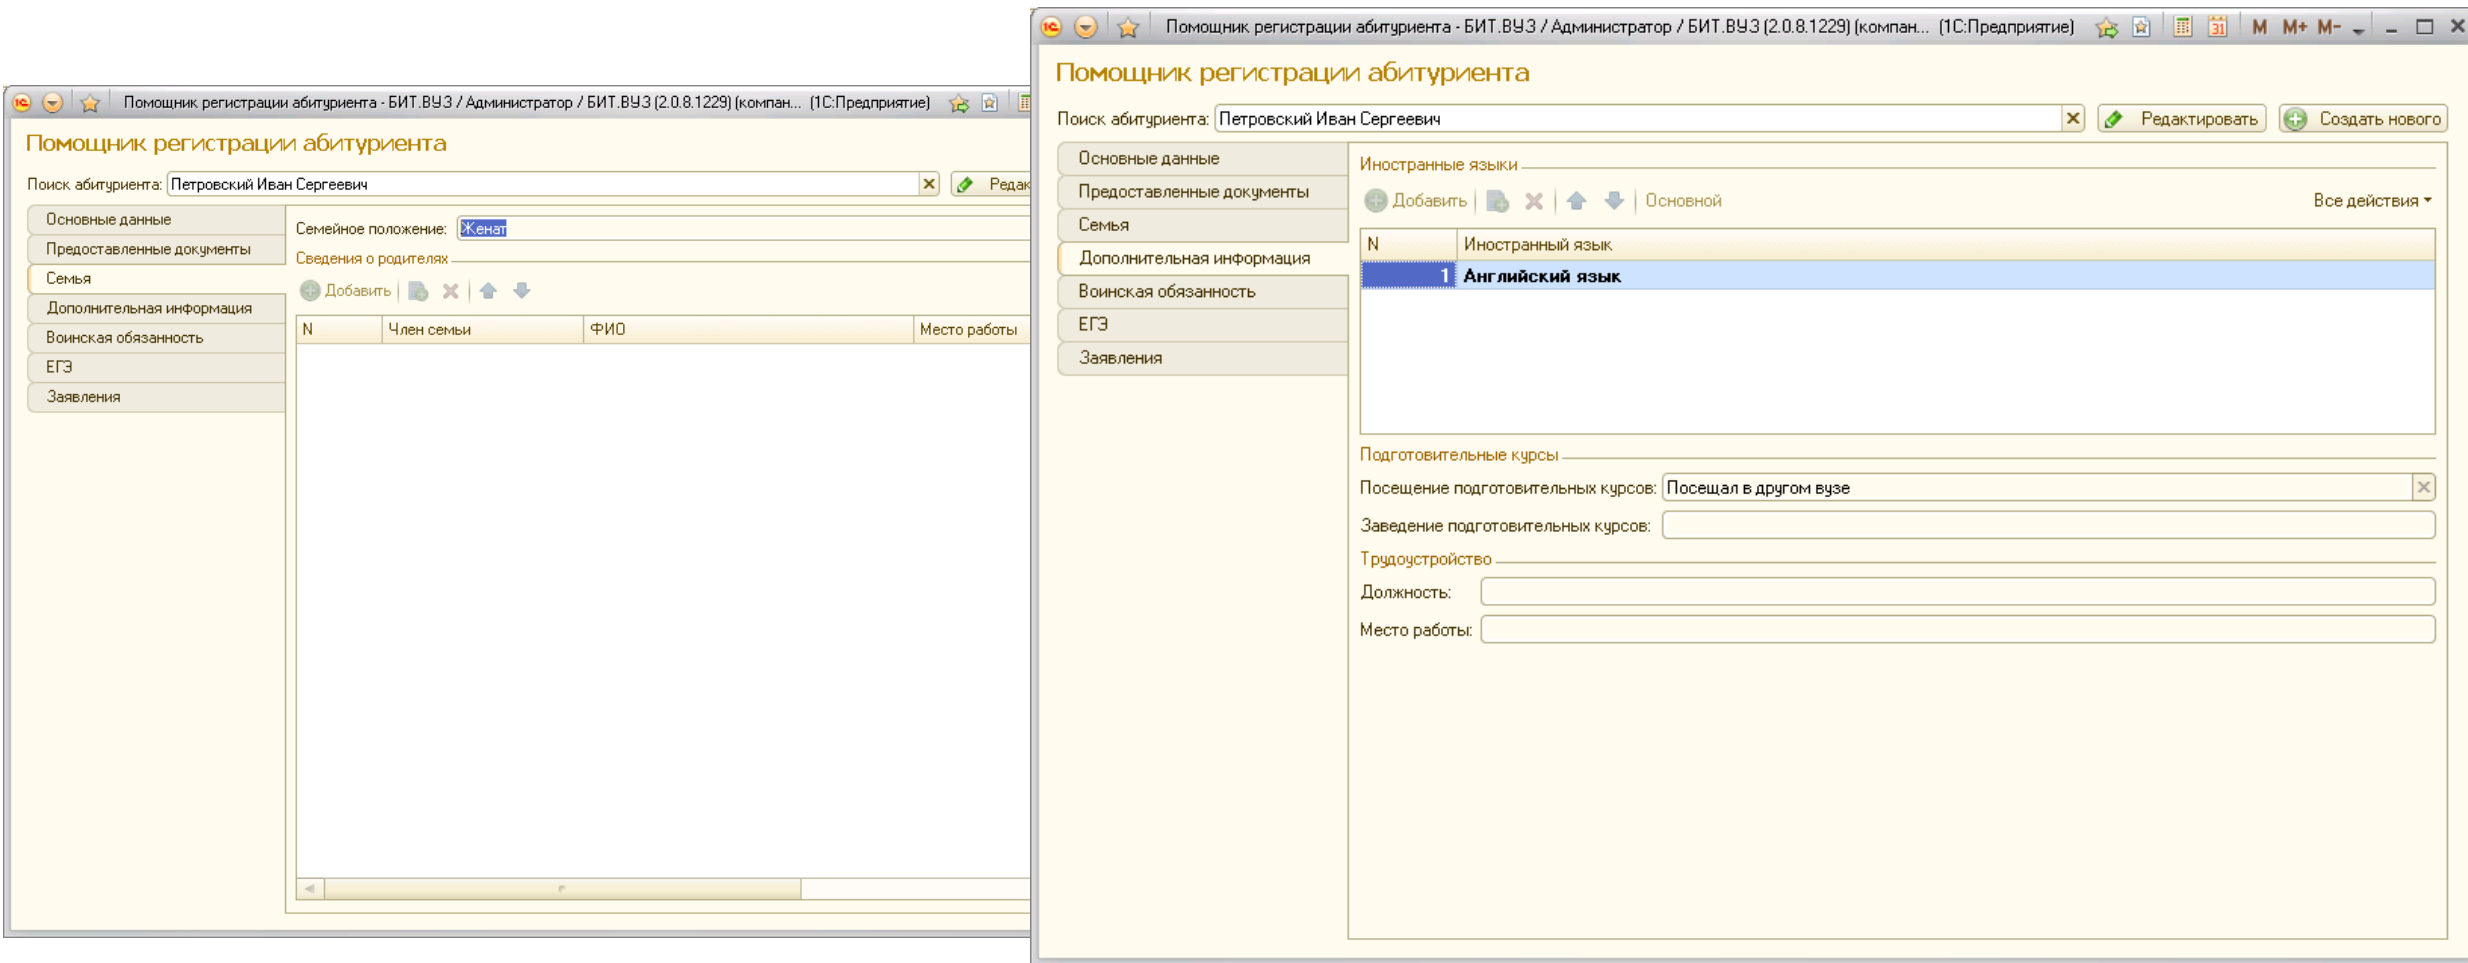 Помощник регистрации абитуриента - БИТ.ВУЗ / Администратор / БИТ.ВУЗ (2.0.8.1229) (компан... (1С:Предприятие)
Помощник регистрации абитуриента
Поиск абитуриента: Петровский Иван Сергеевич Редак
Основные данные
Предоставленные документы
Семья
Дополнительная информация
Воинская обязанность
ЕГЭ
Заявления
Семейное положение: Женат
Сведения о родителях
Добавить
N Член семьи ФИО Место работы
Помощник регистрации абитуриента - БИТ.ВУЗ / Администратор / БИТ.ВУЗ (2.0.8.1229) (компан... (1С:Предприятие) 31 M M+ M-
Помощник регистрации абитуриента
Поиск абитуриента: Петровский Иван Сергеевич Редактировать Создать нового
Основные данные
Предоставленные документы
Семья
Дополнительная информация
Воинская обязанность
ЕГЭ
Заявления
Иностранные языки
Добавить Основной Все действия
N Иностранный язык
1 Английский язык
Подготовительные курсы
Посещение подготовительных курсов: Посещал в другом вузе
Заведение подготовительных курсов:
Трудоустройство
Должность:
Место работы: